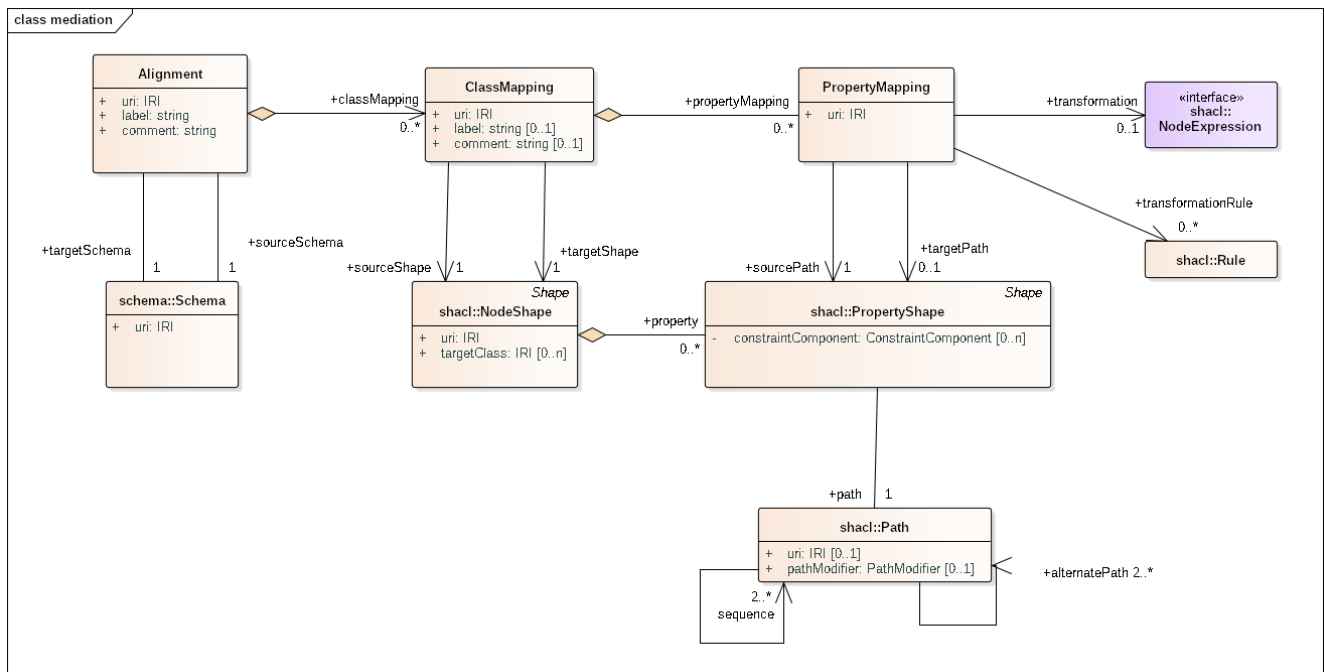 class mediation
Alignment
+ uri: IRI
+ label: string
+ comment: string
+classMapping
0..*
ClassMapping
+ uri: IRI
+ label: string [0..1]
+ comment: string [0..1]
+propertyMapping
0..*
PropertyMapping
+ uri: IRI
+transformation
0..1
«interface»
shacl::
NodeExpression
+transformationRule
0..*
shacl::Rule
+targetSchema
1
+sourceSchema
1
+sourceShape
1
+targetShape
1
+sourcePath
1
+targetPath
0..1
schema::Schema
+ uri: IRI
Shape
shacl::NodeShape
+ uri: IRI
+ targetClass: IRI [0..n]
+property
0..*
Shape
shacl::PropertyShape
- constraintComponent: ConstraintComponent [0..n]
+path
1
shacl::Path
+ uri: IRI [0..1]
+ pathModifier: PathModifier [0..1]
+alternatePath 2..*
2..*
sequence